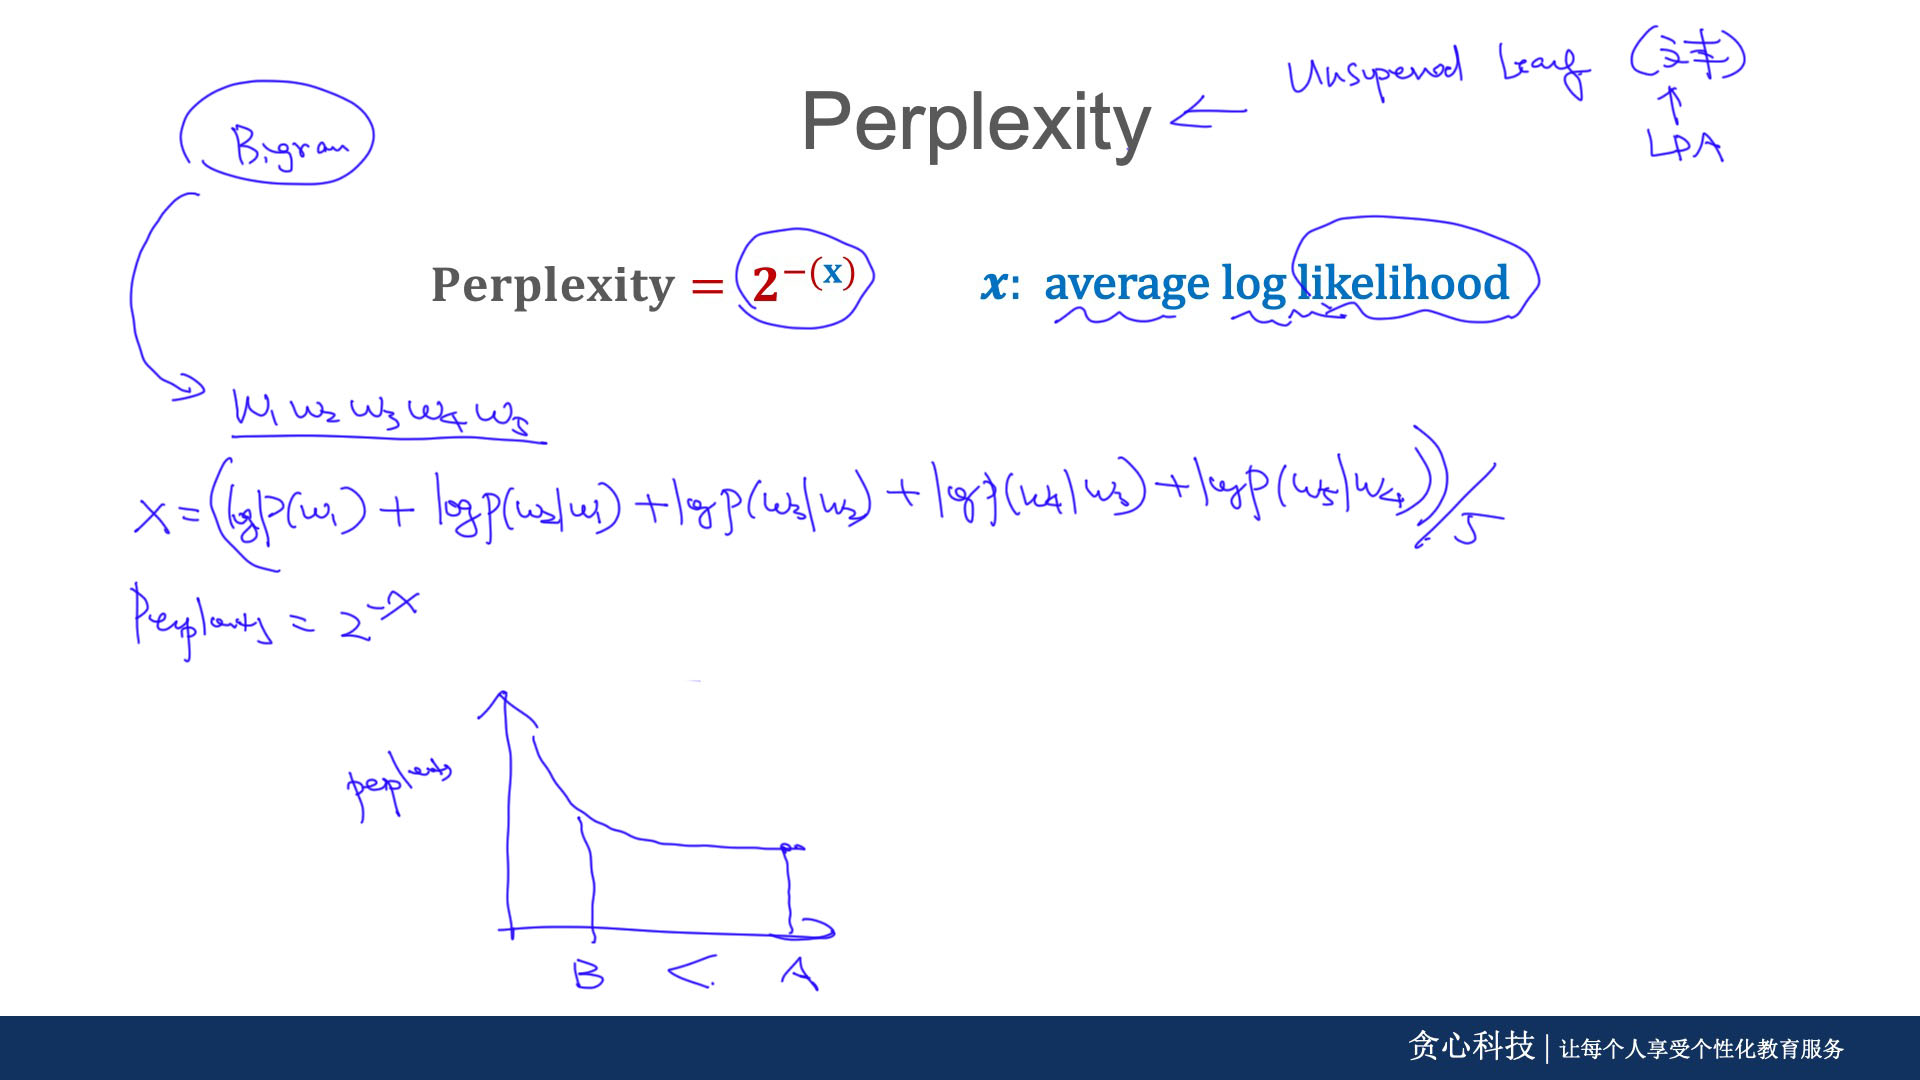 Unsupervised Learning (文本)
LDA
Perplexity ←
Bigram
Perplexity = 2^-(x)
x: average log likelihood
w1 w2 w3 w4 w5
x = (log P(w1) + log p(w2|w1) + log p(w3|w2) + log p(w4|w3) + log p(w5|w4)) / 5
Perplexity = 2^-x
perplexity
B < A
贪心科技 | 让每个人享受个性化教育服务